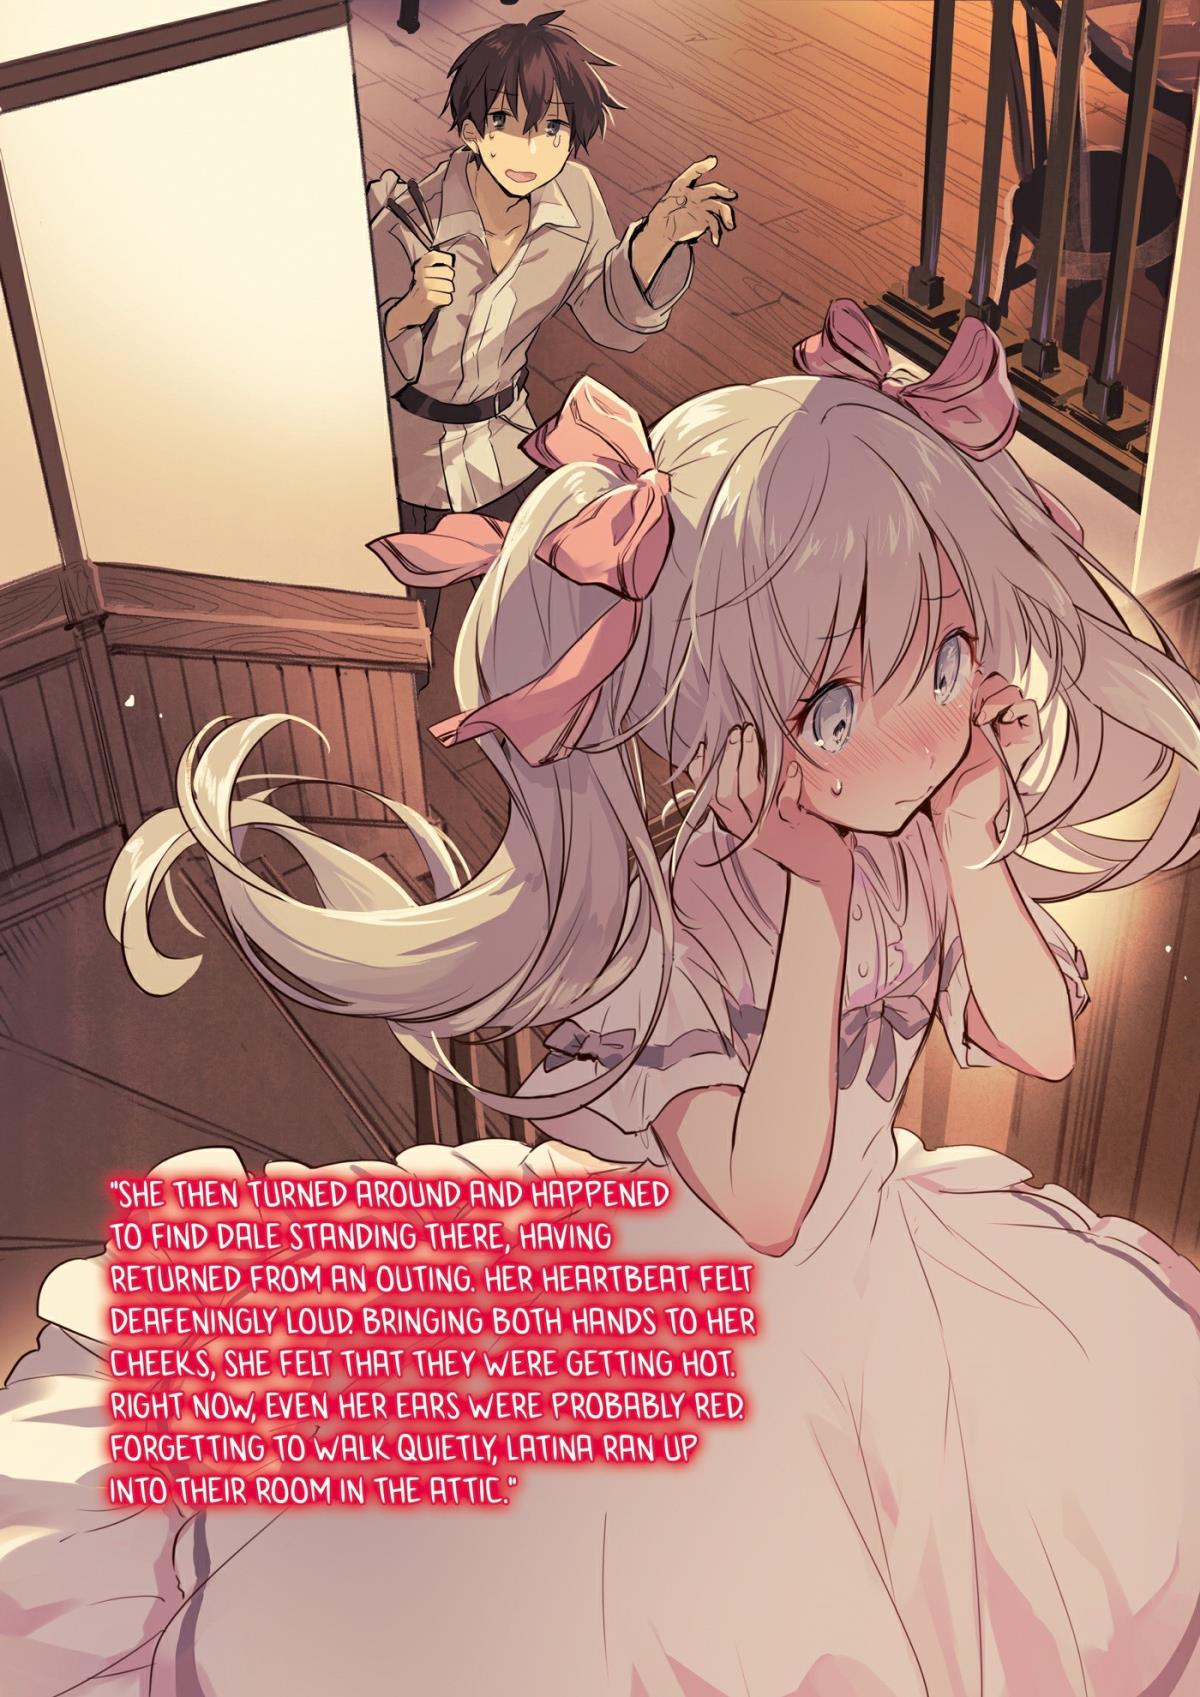 "SHE THEN TURNED AROUND AND HAPPENED
TO FIND DALE STANDING THERE, HAVING
RETURNED FROM AN OUTING. HER HEARTBEAT FELT
DEAFENINGLY LOUD. BRINGING BOTH HANDS TO HER
CHEEKS, SHE FELT THAT THEY WERE GETTING HOT.
RIGHT NOW, EVEN HER EARS WERE PROBABLY RED.
FORGETTING TO WALK QUIETLY, LATINA RAN UP
INTO THEIR ROOM IN THE ATTIC."